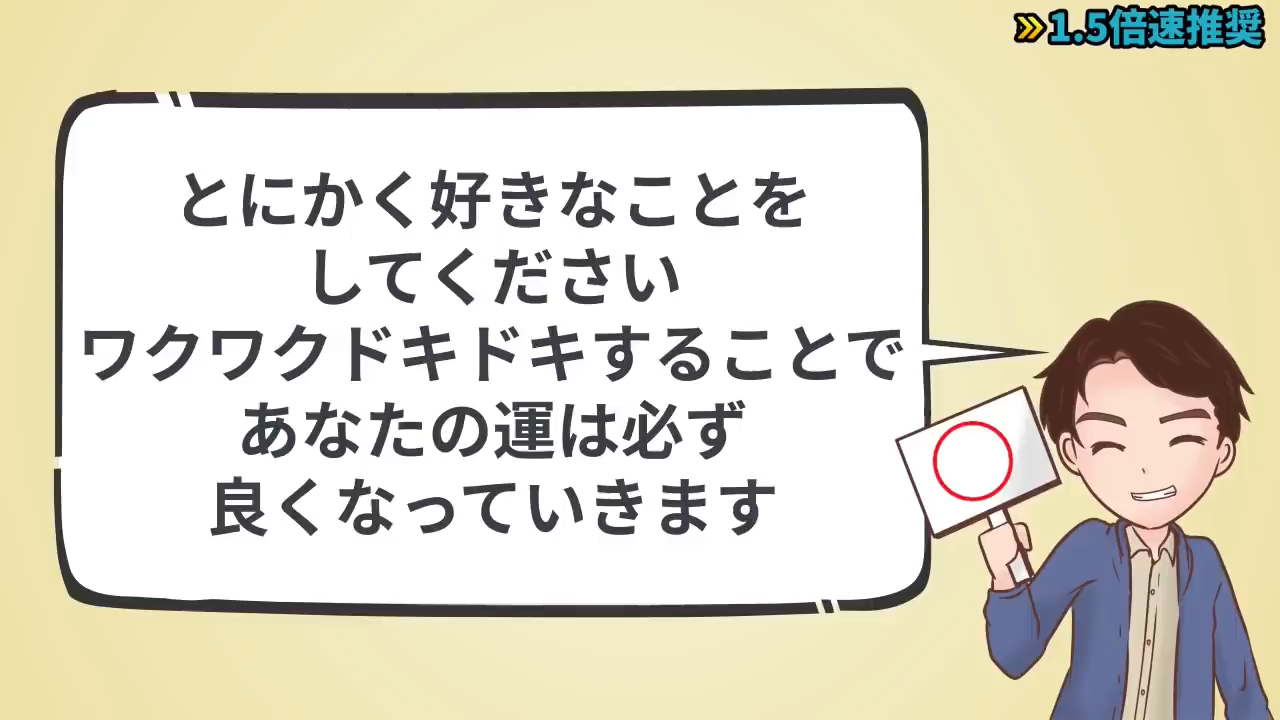 »1.5倍速推奨
とにかく好きなことを
してください
ワクワクドキドキすることで
あなたの運は必ず
良くなっていきます